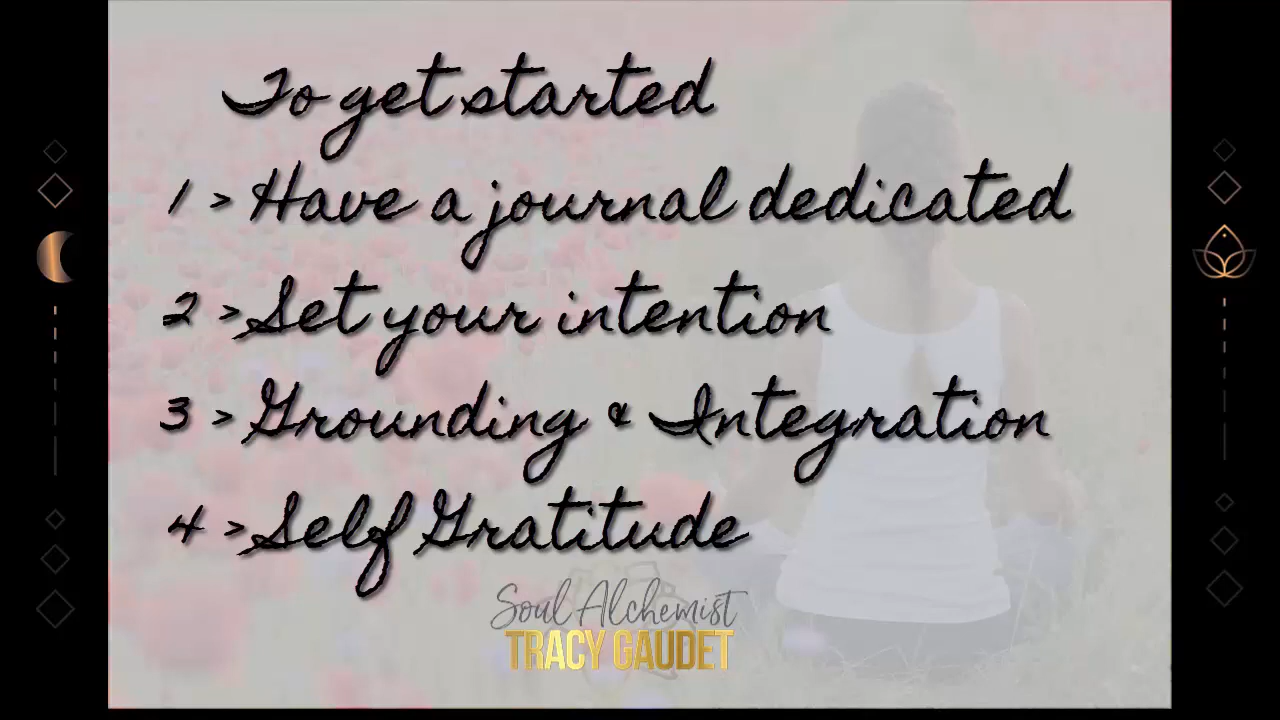 To get started
1 > Have a journal dedicated
2 > Set your intention
3 > Grounding & Integration
4 > Self Gratitude
Soul Alchemist
TRACY GAUDET